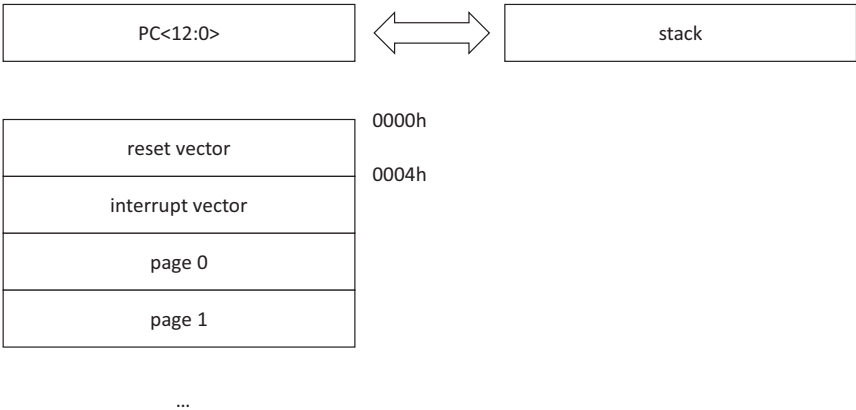 PC<12:0>
stack
0000h
reset vector
0004h
interrupt vector
page 0
page 1
...